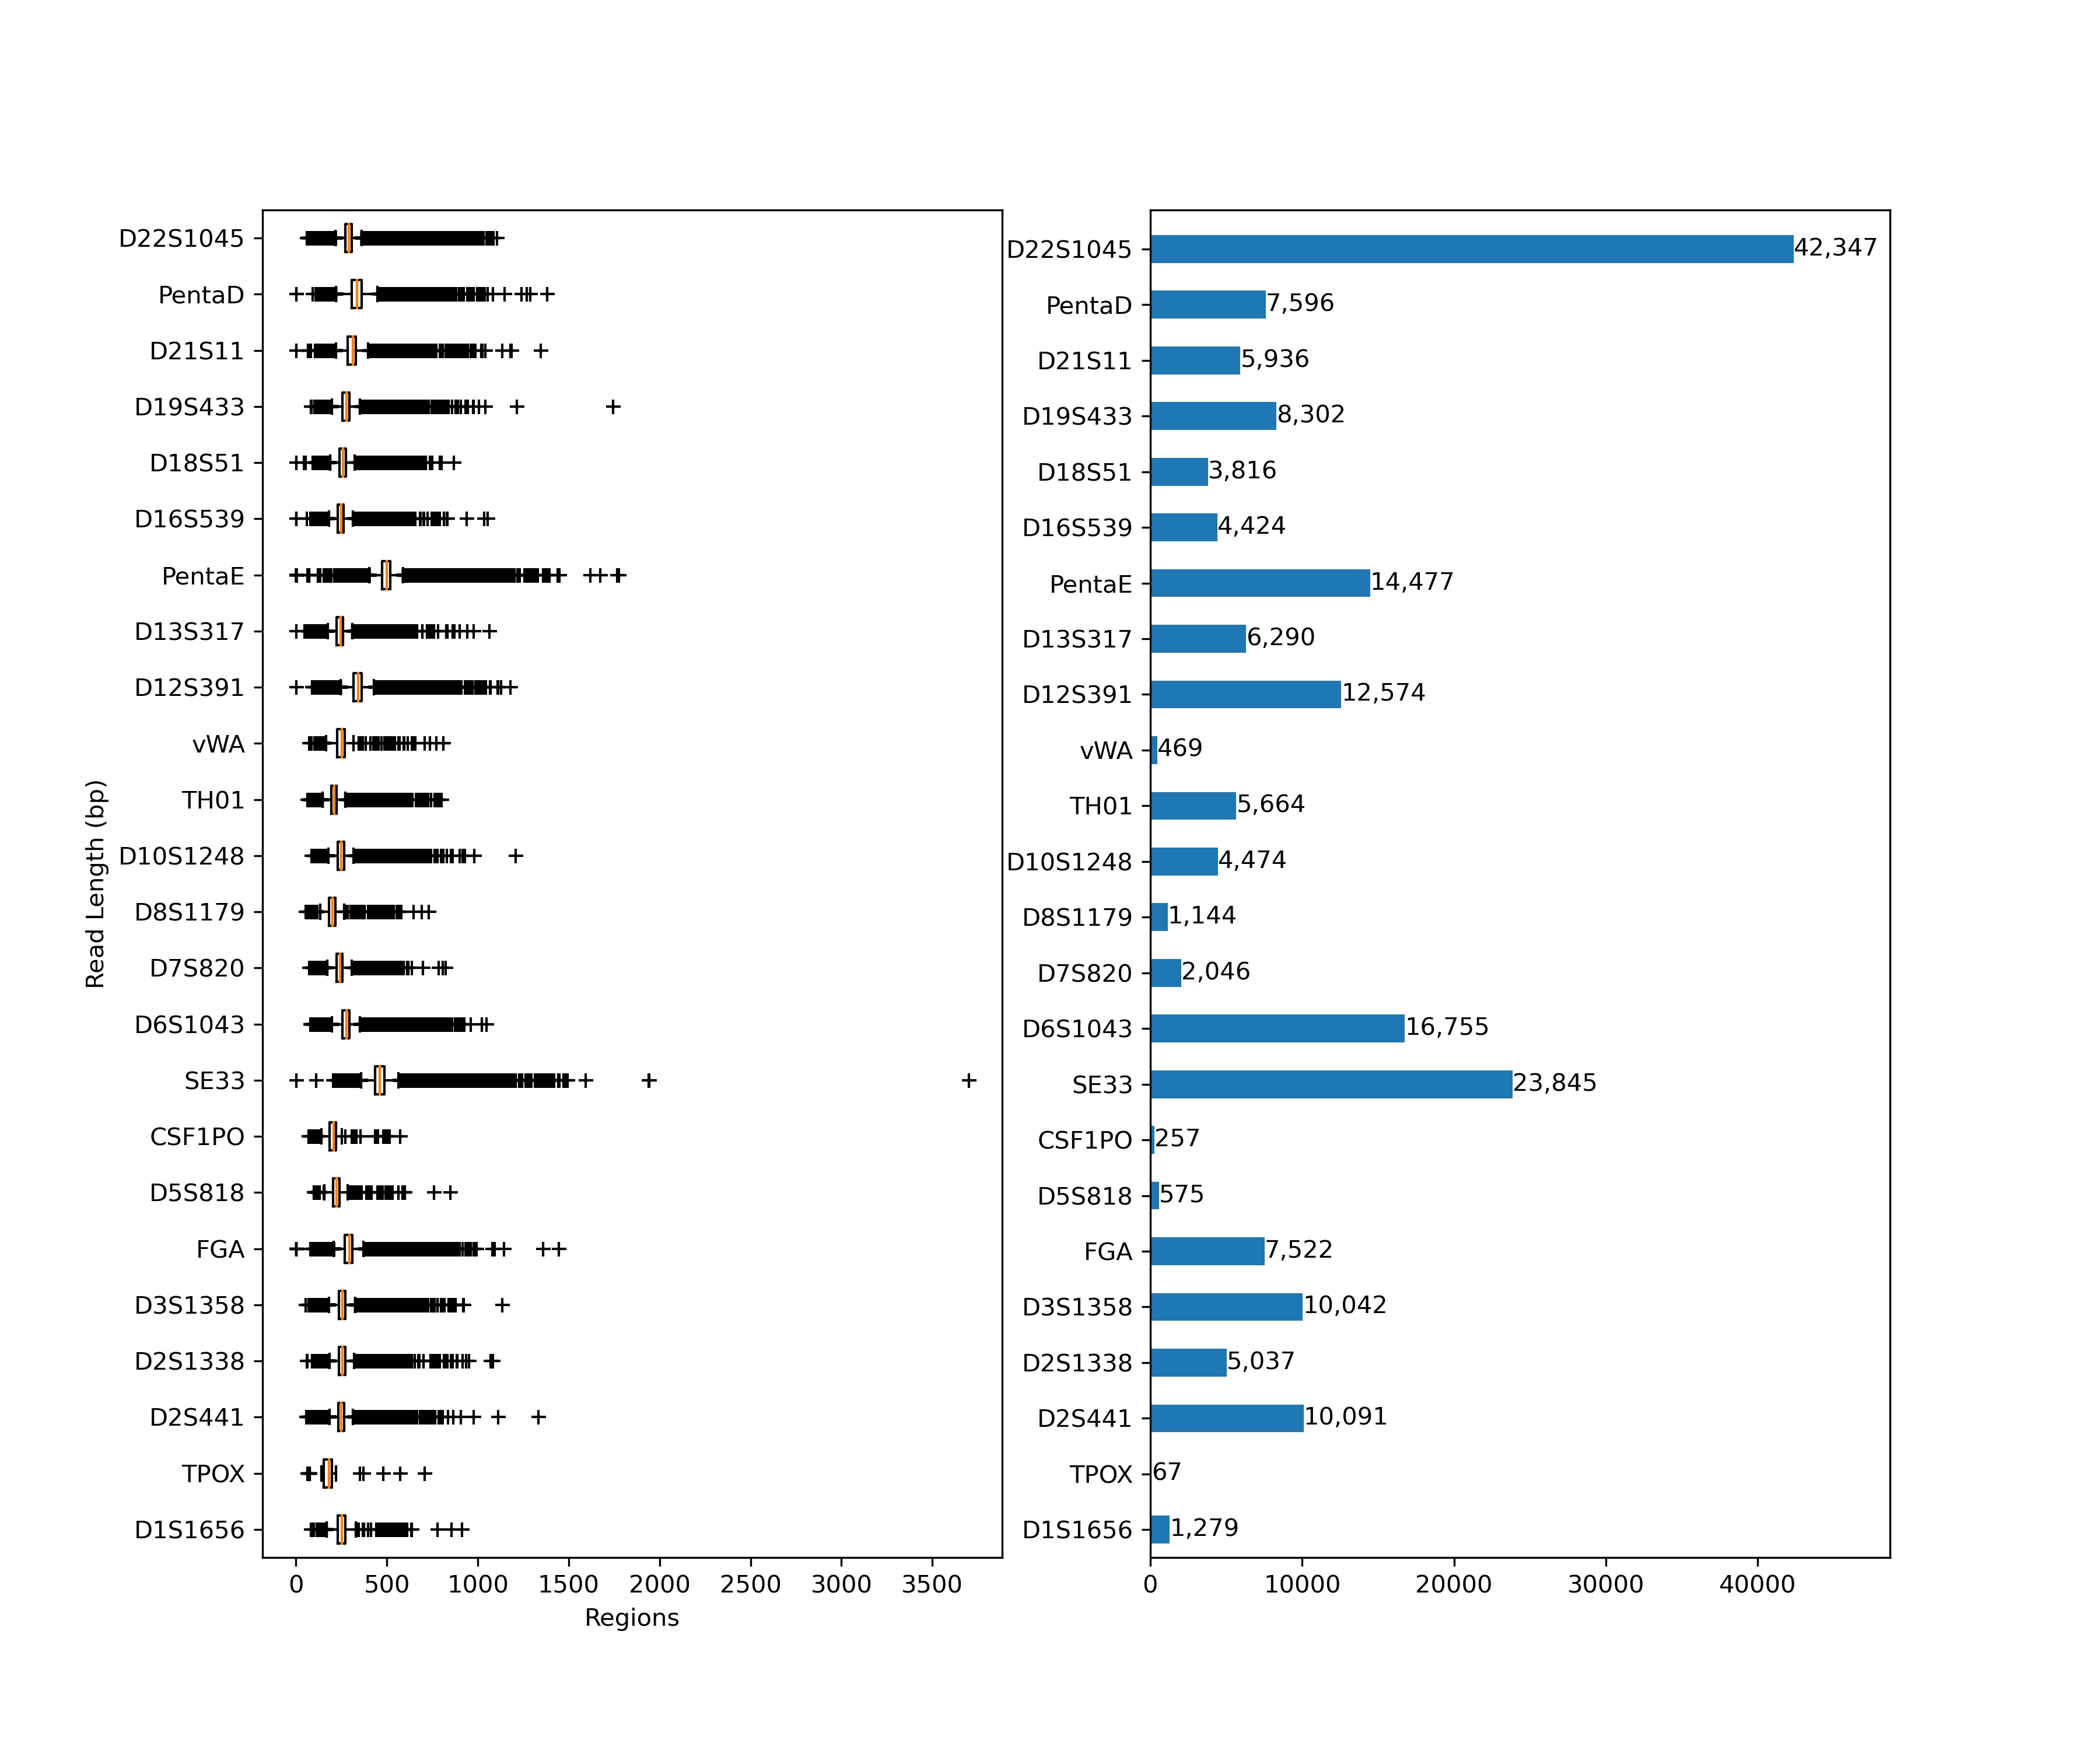 D22S1045
PentaD
D21S11
D19S433
D18S51
D16S539
PentaE
D13S317
D12S391
vWA
TH01
D10S1248
D8S1179
D7S820
D6S1043
SE33
CSF1PO
D5S818
FGA
D3S1358
D2S1338
D2S441
TPOX
D1S1656
Read Length (bp)
0 500 1000 1500 2000 2500 3000 3500
Regions
D22S1045 42,347
PentaD 7,596
D21S11 5,936
D19S433 8,302
D18S51 3,816
D16S539 4,424
PentaE 14,477
D13S317 6,290
D12S391 12,574
vWA 469
TH01 5,664
D10S1248 4,474
D8S1179 1,144
D7S820 2,046
D6S1043 16,755
SE33 23,845
CSF1PO 257
D5S818 575
FGA 7,522
D3S1358 10,042
D2S1338 5,037
D2S441 10,091
TPOX 67
D1S1656 1,279
0 10000 20000 30000 40000